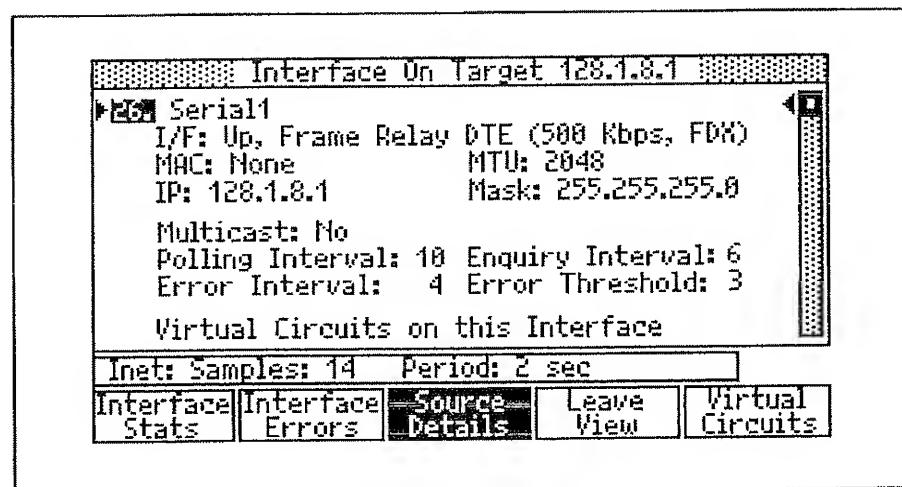 Interface On Target 128.1.8.1
26. Serial1
I/F: Up, Frame Relay DTE (500 Kbps, FDX)
MAC: None MTU: 2048
IP: 128.1.8.1 Mask: 255.255.255.0
Multicast: No
Polling Interval: 10 Enquiry Interval: 6
Error Interval: 4 Error Threshold: 3
Virtual Circuits on this Interface
Inet: Samples: 14 Period: 2 sec
Interface Stats
Interface Errors
Source Details
Leave View
Virtual Circuits